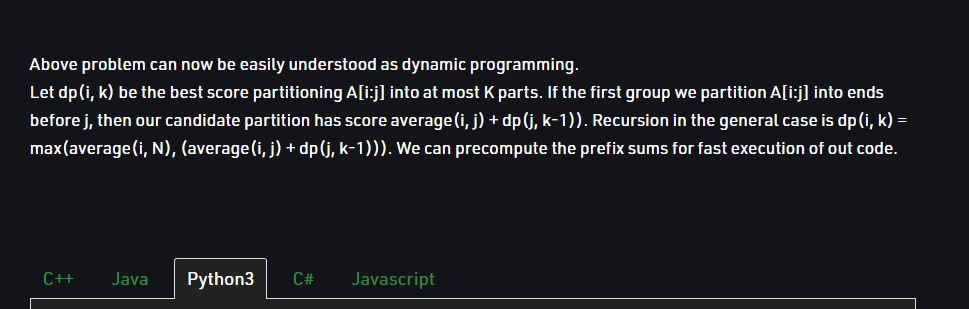 Above problem can now be easily understood as dynamic programming.
Let dp(i, k) be the best score partitioning A[i:j] into at most K parts. If the first group we partition A[i:j] into ends
before j, then our candidate partition has score average(i, j) + dp(j, k-1)). Recursion in the general case is dp(i, k) =
max(average(i, N), (average(i, j) + dp(j, k-1))). We can precompute the prefix sums for fast execution of out code.
C++ Java Python3 C# Javascript